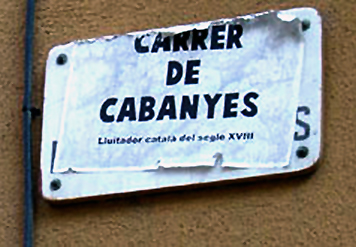 CARRER
DE
CABANYES
Lluitador català del segle XVIII
S